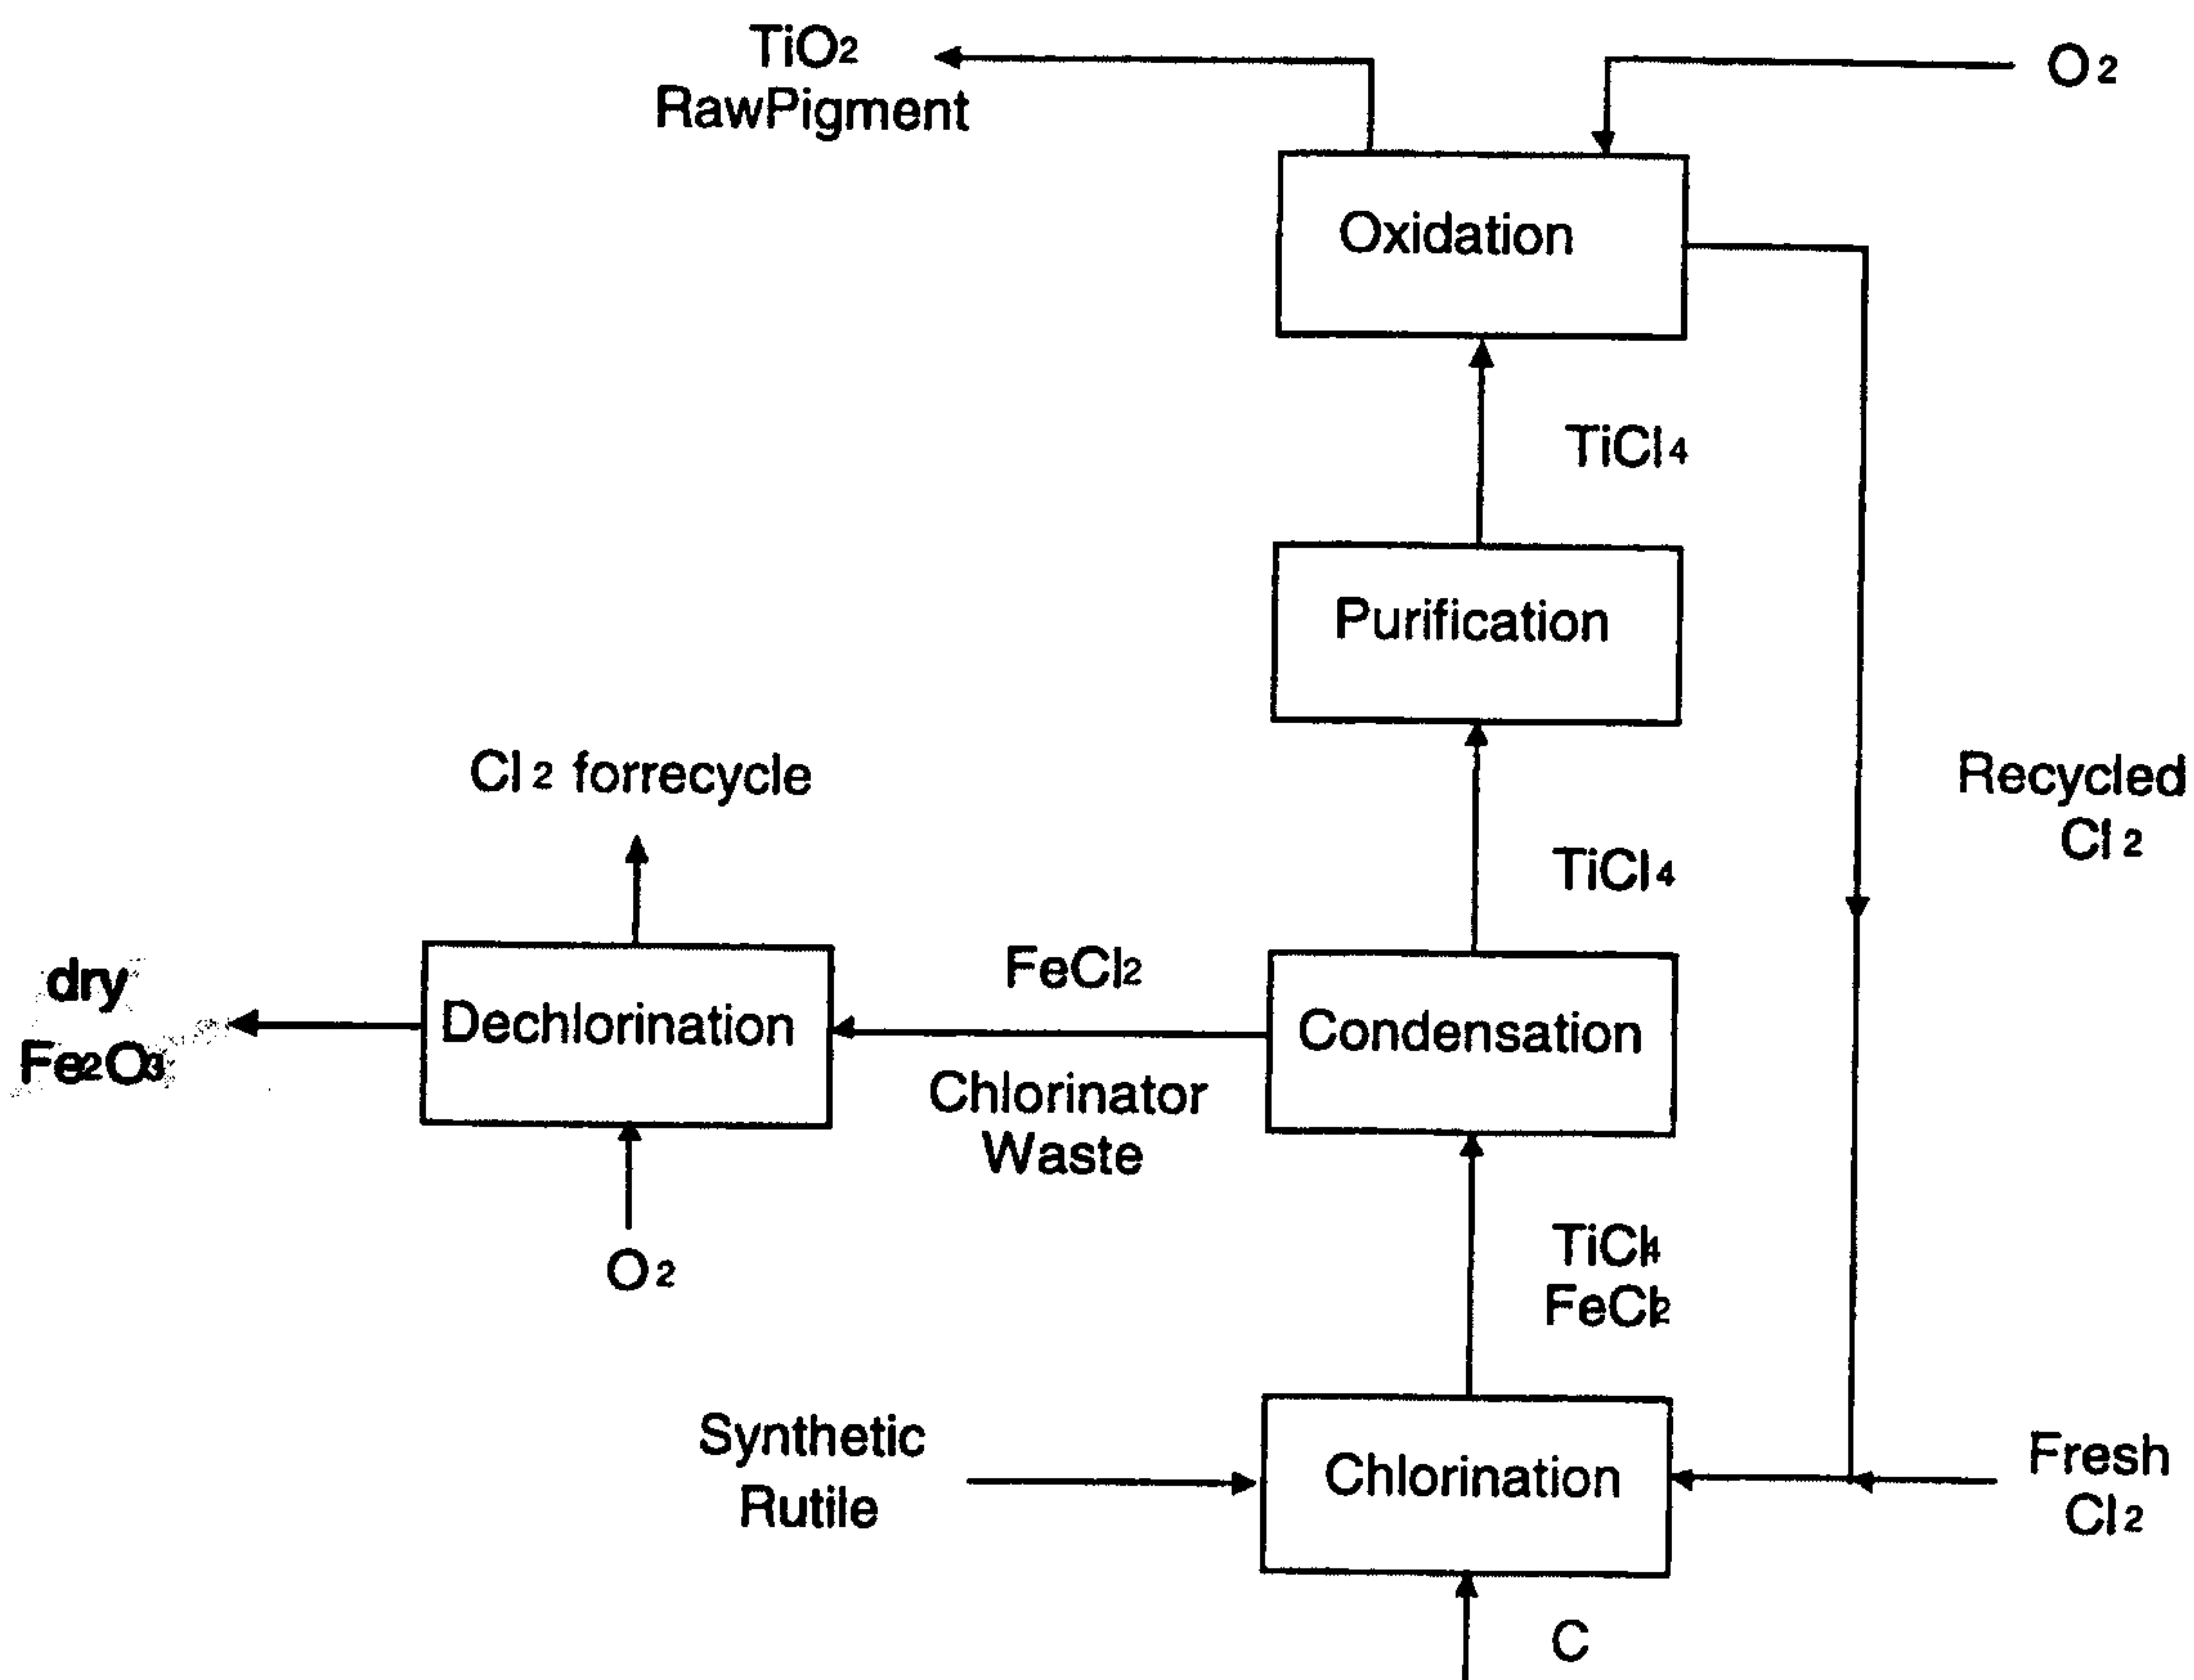 TiO2
RawPigment
O2
Oxidation
TiCl4
Purification
Cl2 forrecycle
Recycled
Cl2
TiCl4
dry
Fe2O3
Dechlorination
FeCl2
Chlorinator
Waste
Condensation
O2
TiCl4
FeCl2
Synthetic
Rutile
Chlorination
Fresh
Cl2
C